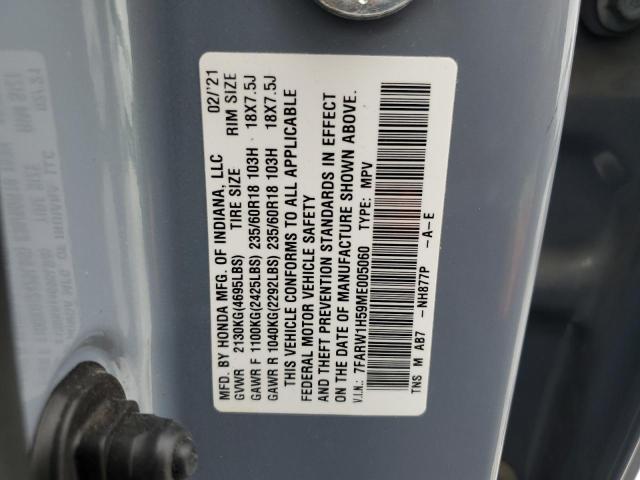 MFD. BY HONDA MFG. OF INDIANA, LLC 02/'21
GVWR 2130KG(4695LBS) TIRE SIZE RIM SIZE
GAWR F 1100KG(2425LBS) 235/60R18 103H 18X7.5J
GAWR R 1040KG(2292LBS) 235/60R18 103H 18X7.5J
THIS VEHICLE CONFORMS TO ALL APPLICABLE
FEDERAL MOTOR VEHICLE SAFETY
AND THEFT PREVENTION STANDARDS IN EFFECT
ON THE DATE OF MANUFACTURE SHOWN ABOVE.
V.I.N.: 7FARW1H59ME005060 TYPE: MPV
TNS M AB7 -NH877P -A-E